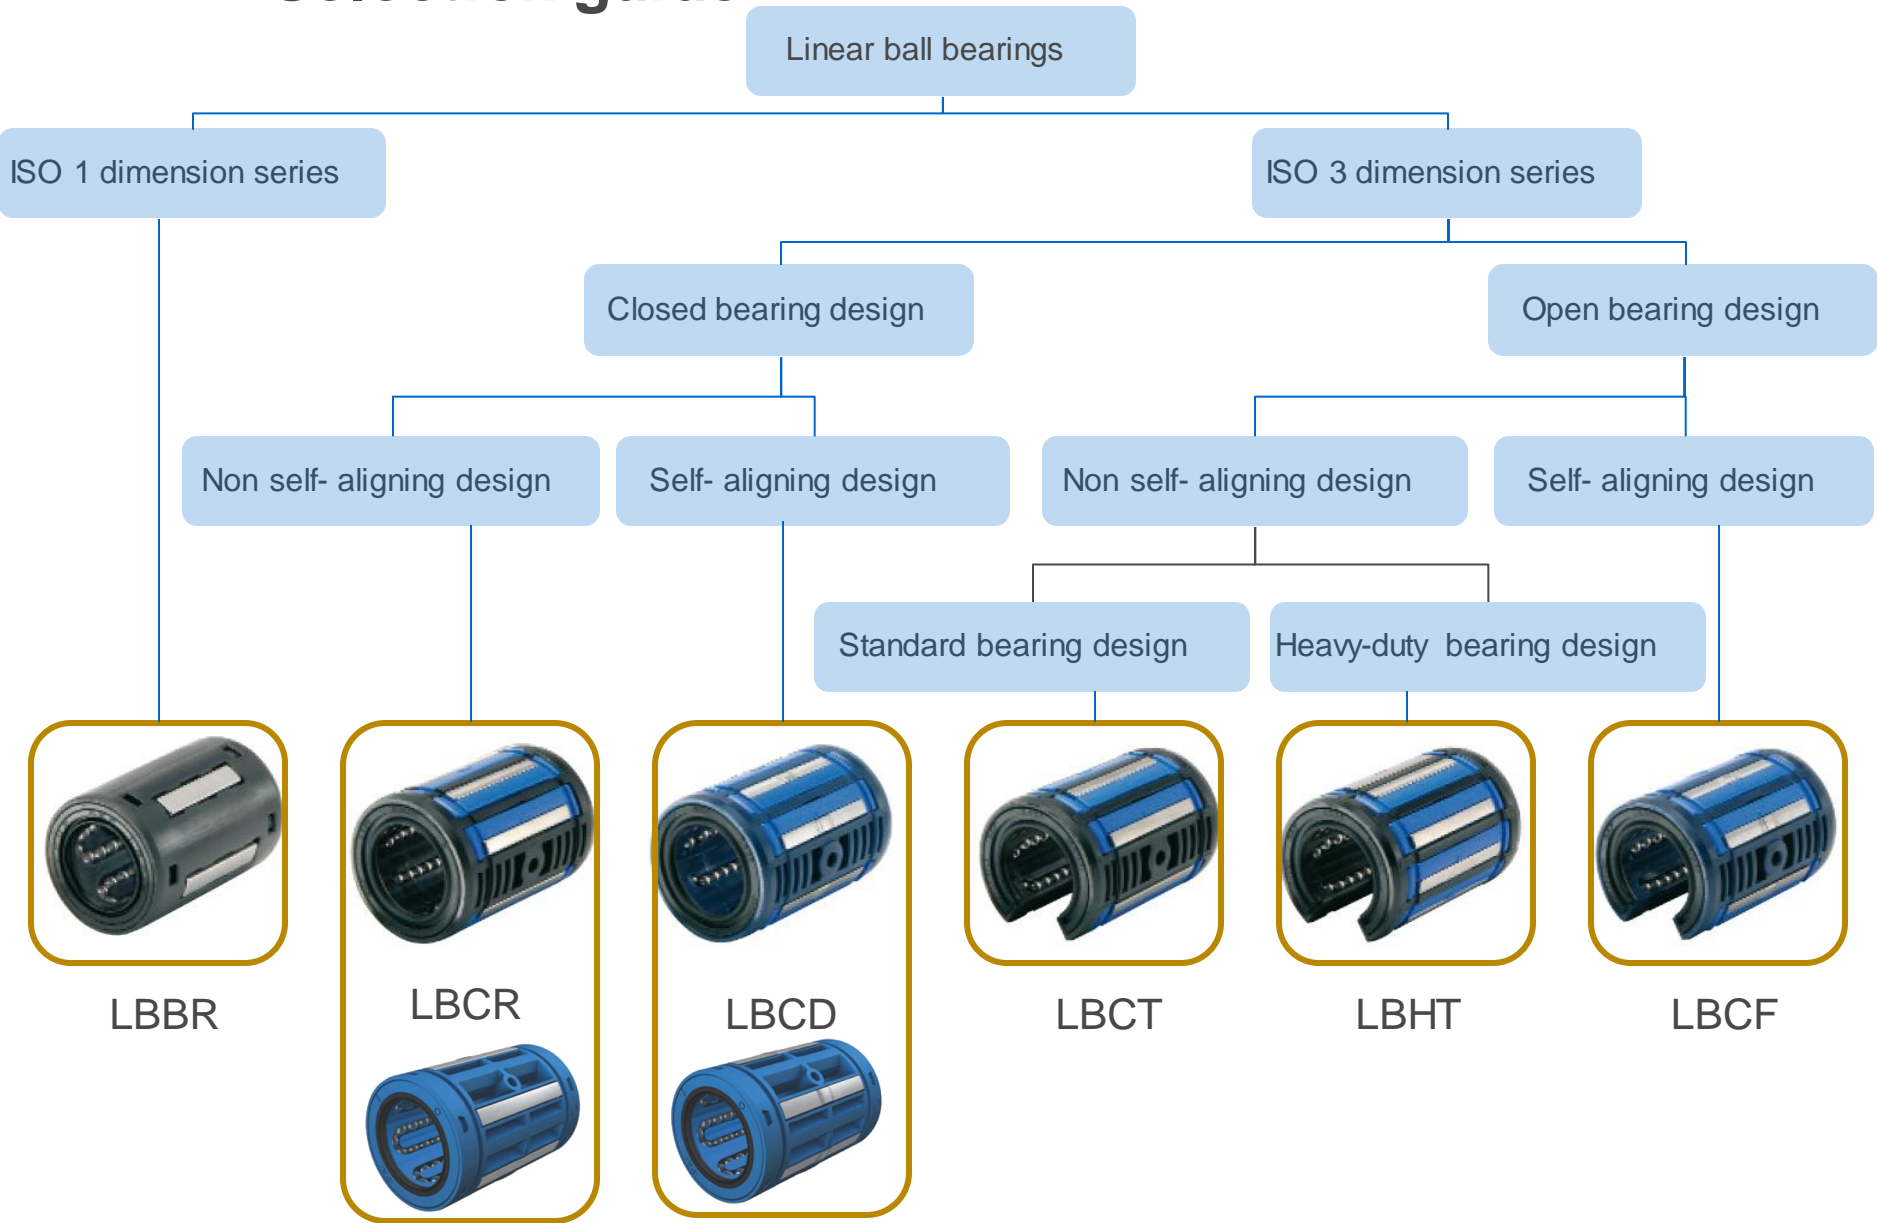 Selection guide
Linear ball bearings
ISO 1 dimension series
ISO 3 dimension series
Closed bearing design
Open bearing design
Non self- aligning design
Self- aligning design
Non self- aligning design
Self- aligning design
Standard bearing design
Heavy-duty bearing design
LBBR
LBCR
LBCD
LBCT
LBHT
LBCF